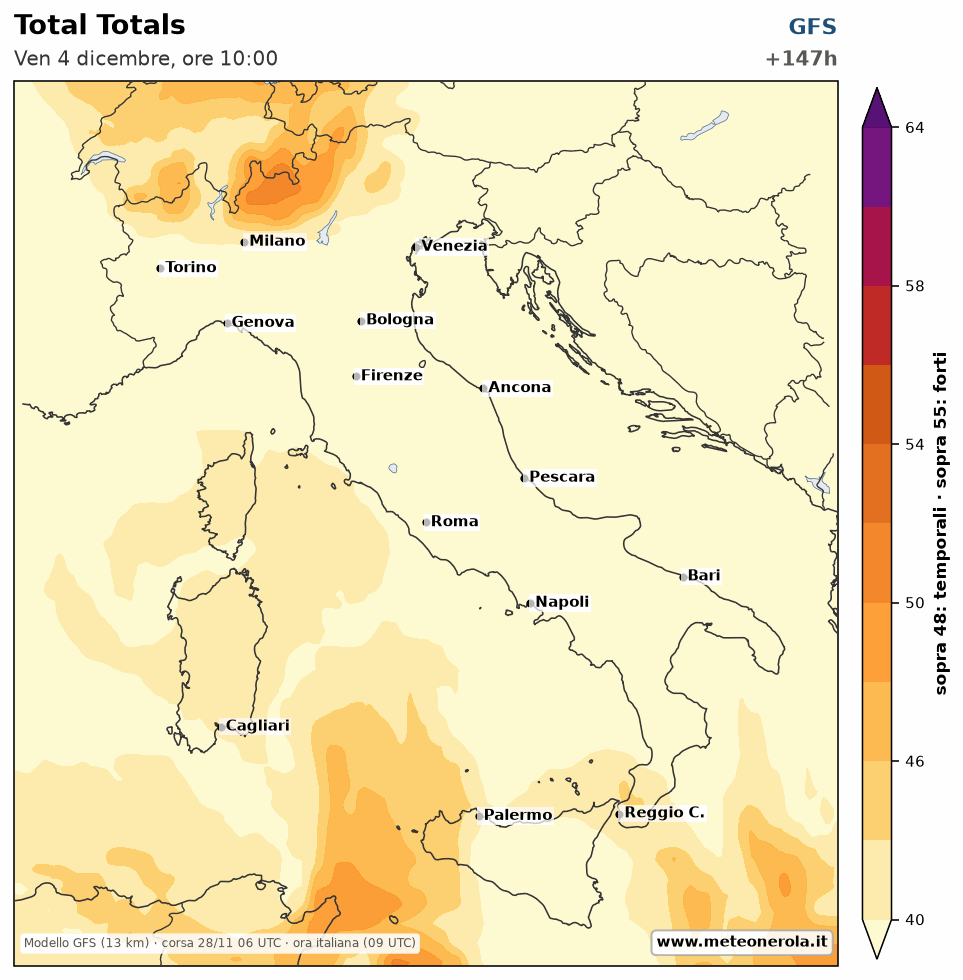 Total Totals
GFS
Ven 4 dicembre, ore 10:00
+147h
64
58
54
50
46
40
sopra 48: temporali · sopra 55: forti
Milano
Venezia
Torino
Genova
Bologna
Firenze
Ancona
Pescara
Roma
Bari
Napoli
Cagliari
Palermo
Reggio C.
Modello GFS (13 km) · corsa 28/11 06 UTC · ora italiana (09 UTC)
www.meteonerola.it